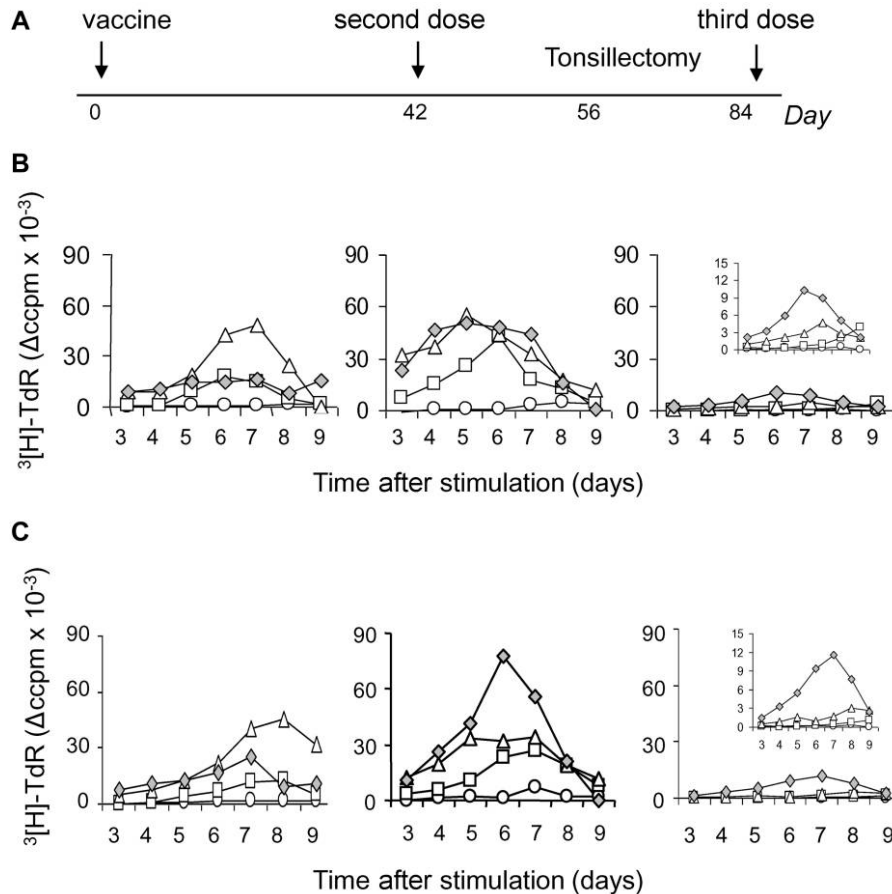 A
vaccine second dose third dose
Tonsillectomy
0 42 56 84 Day
B
³[H]-TdR (Δccpm x 10⁻³)
90 90 90
60 60 60
30 30 30
0 0 0
15
12
9
6
3
0
3 4 5 6 7 8 9 3 4 5 6 7 8 9 3 4 5 6 7 8 9
Time after stimulation (days)
C
³[H]-TdR (Δccpm x 10⁻³)
90 90 90
60 60 60
30 30 30
0 0 0
15
12
9
6
3
0
3 4 5 6 7 8 9
3 4 5 6 7 8 9 3 4 5 6 7 8 9 3 4 5 6 7 8 9
Time after stimulation (days)